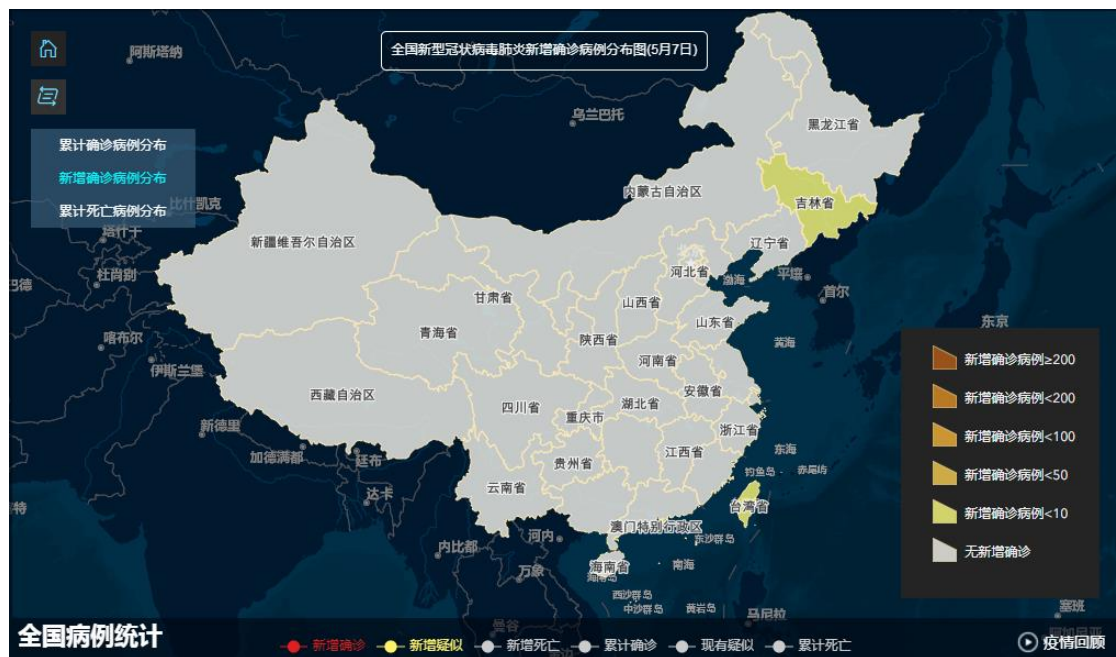 全国新型冠状病毒肺炎新增确诊病例分布图(5月7日)
阿斯塔纳
乌兰巴托
累计确诊病例分布
新增确诊病例分布
累计死亡病例分布
比什凯克
塔什干
杜尚别
巴德
喀布尔
伊斯兰堡
新德里
加德满都
廷布
达卡
内比都
河内
万象
曼谷
马尼拉
塞班
平壤
首尔
东京
黑龙江省
内蒙古自治区
吉林省
辽宁省
新疆维吾尔自治区
北京
河北省
渤海
甘肃省
山西省
山东省
青海省
陕西省
黄海
河南省
西藏自治区
安徽省
四川省
重庆市
湖北省
浙江省
江西省
东海
贵州省
钓鱼岛
赤尾屿
云南省
台湾省
澳门特别行政区
东沙群岛
海南省
海南岛
南海
西沙群岛
中沙群岛
黄岩岛
新增确诊病例≥200
新增确诊病例<200
新增确诊病例<100
新增确诊病例<50
新增确诊病例<10
无新增确诊
全国病例统计
新增确诊
新增疑似
新增死亡
累计确诊
现有疑似
累计死亡
疫情回顾